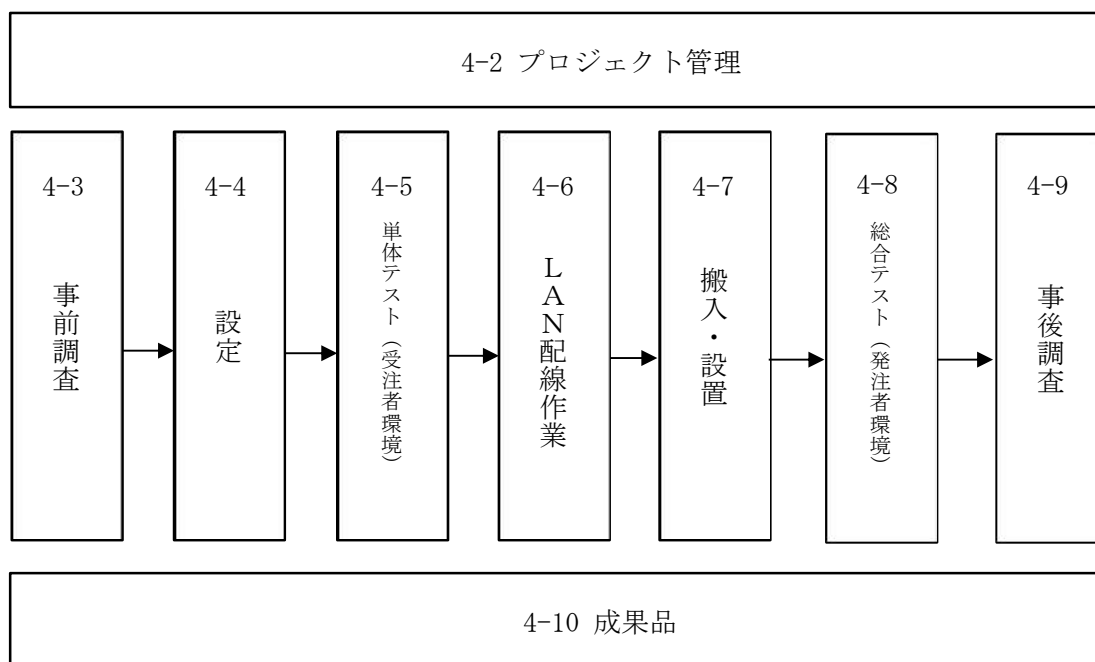 4-2 プロジェクト管理
4-3
事前調査
4-4
設定
4-5
単体テスト（受注者環境）
4-6
ＬＡＮ配線作業
4-7
搬入・設置
4-8
総合テスト（発注者環境）
4-9
事後調査
4-10 成果品